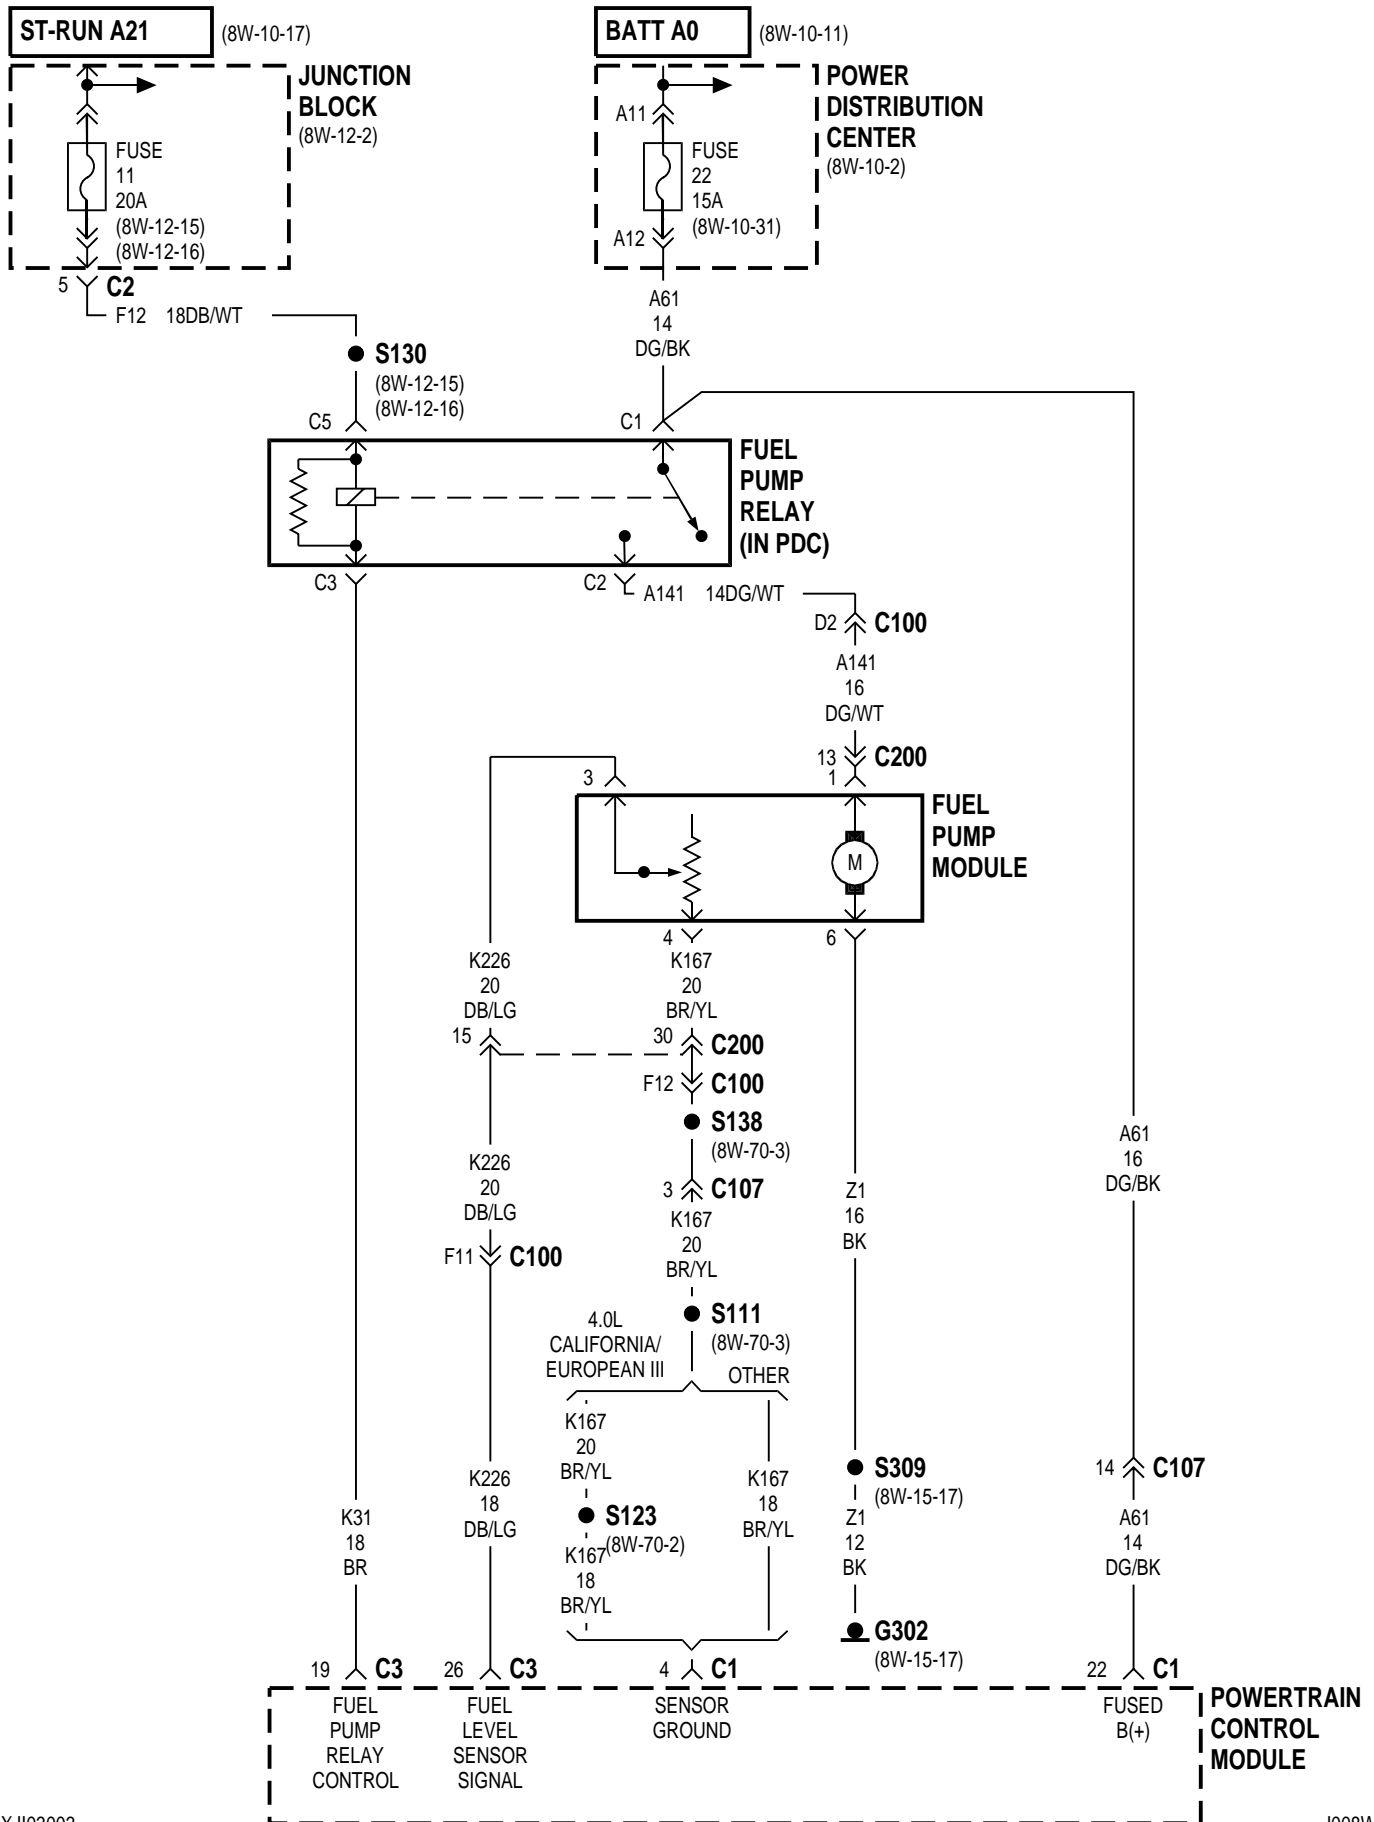 ST-RUN A21
(8W-10-17)
BATT A0
(8W-10-11)
JUNCTION
BLOCK
(8W-12-2)
FUSE
11
20A
(8W-12-15)
(8W-12-16)
POWER
DISTRIBUTION
CENTER
(8W-10-2)
A11
FUSE
22
15A
(8W-10-31)
A12
5
C2
F12 18DB/WT
A61
14
DG/BK
S130
(8W-12-15)
(8W-12-16)
C5
C1
FUEL
PUMP
RELAY
(IN PDC)
C3
C2
A141 14DG/WT
D2
C100
A141
16
DG/WT
13
C200
3
1
FUEL
PUMP
MODULE
M
4
6
K226
20
DB/LG
K167
20
BR/YL
15
30
C200
F12
C100
S138
(8W-70-3)
A61
16
DG/BK
K226
20
DB/LG
3
C107
Z1
16
BK
K167
20
BR/YL
F11
C100
S111
(8W-70-3)
4.0L
CALIFORNIA/
EUROPEAN III
OTHER
K167
20
BR/YL
K226
18
DB/LG
K167
18
BR/YL
S309
(8W-15-17)
14
C107
S123
(8W-70-2)
K31
18
BR
K167
18
BR/YL
Z1
12
BK
A61
14
DG/BK
G302
(8W-15-17)
19
C3
26
C3
4
C1
22
C1
FUEL
PUMP
RELAY
CONTROL
FUEL
LEVEL
SENSOR
SIGNAL
SENSOR
GROUND
FUSED
B(+)
POWERTRAIN
CONTROL
MODULE